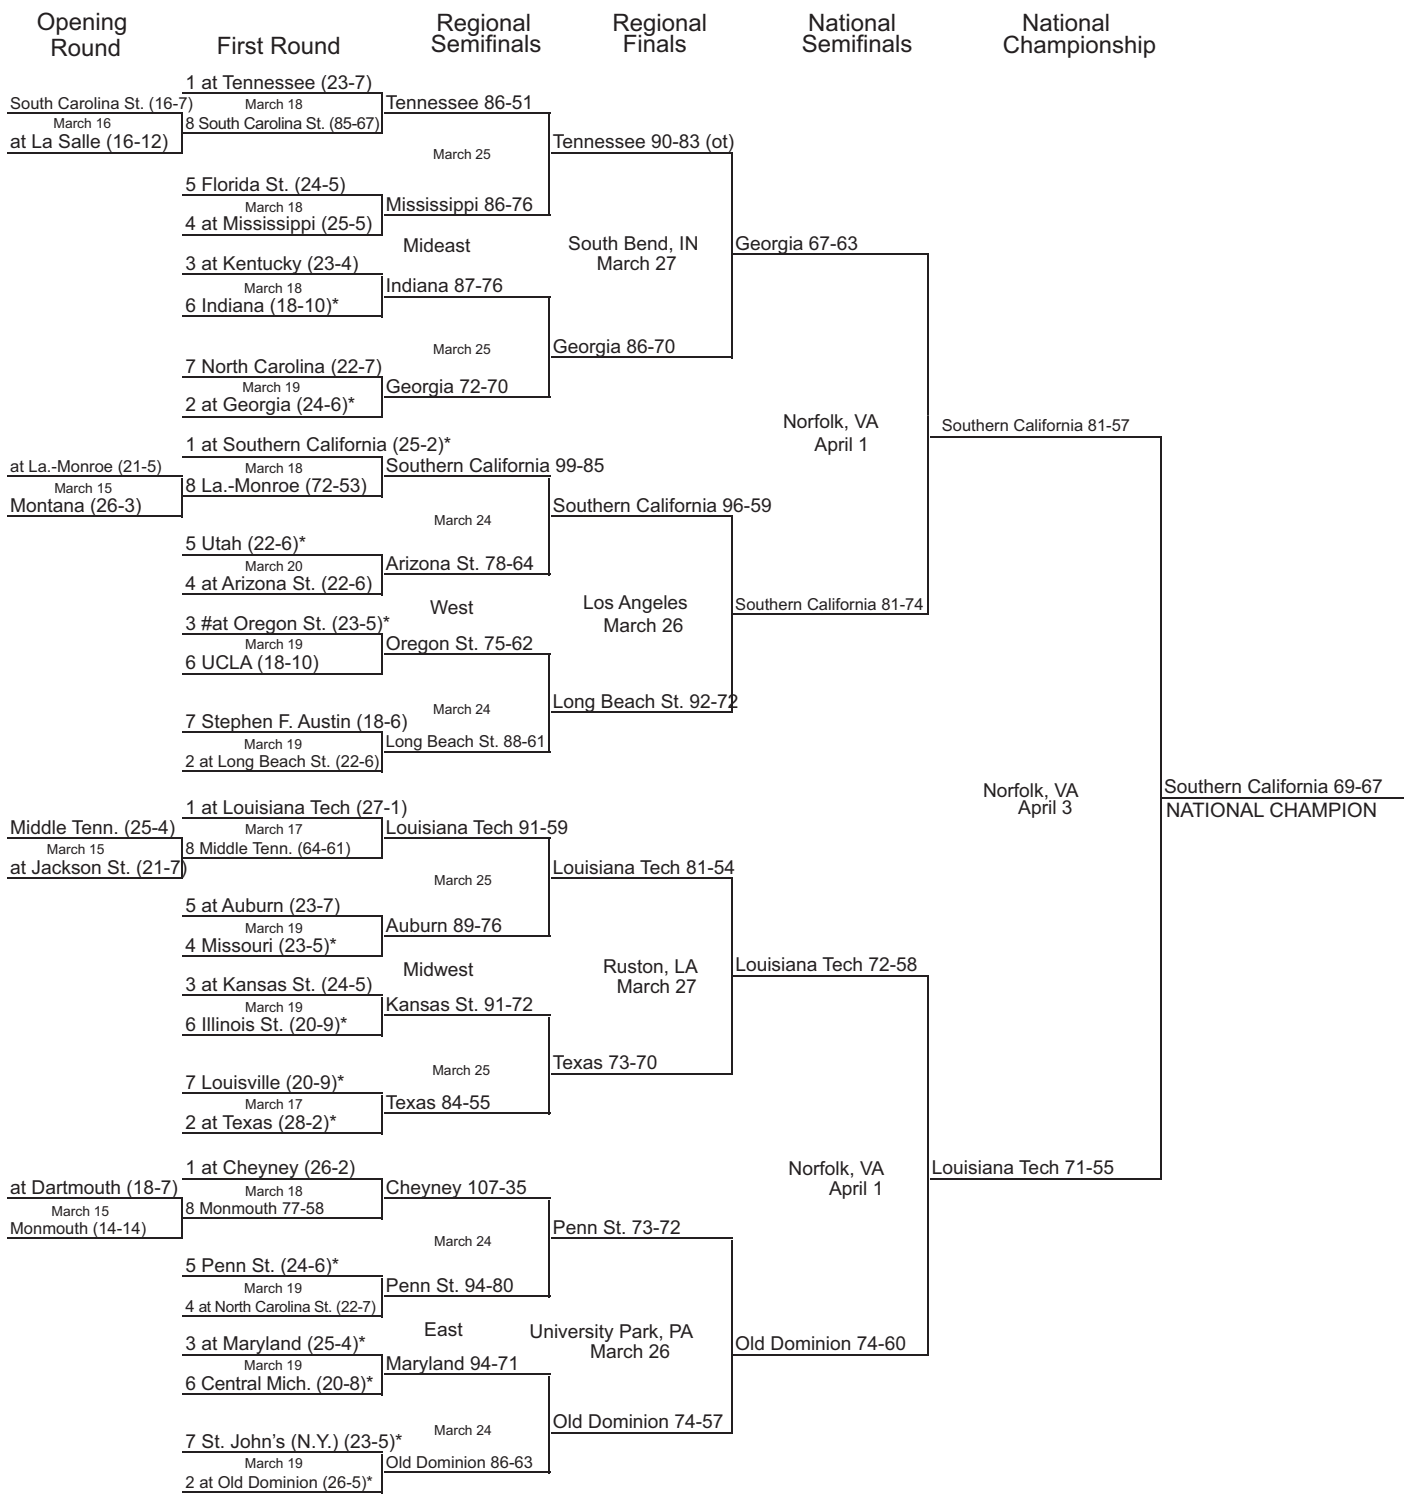 Opening
Round
First Round
Regional
Semifinals
Regional
Finals
National
Semifinals
National
Championship
1 at Tennessee (23-7)
South Carolina St. (16-7)
March 18
Tennessee 86-51
March 16
8 South Carolina St. (85-67)
at La Salle (16-12)
Tennessee 90-83 (ot)
March 25
5 Florida St. (24-5)
March 18
Mississippi 86-76
4 at Mississippi (25-5)
Mideast
South Bend, IN
March 27
Georgia 67-63
3 at Kentucky (23-4)
March 18
Indiana 87-76
6 Indiana (18-10)*
March 25
Georgia 86-70
7 North Carolina (22-7)
March 19
Georgia 72-70
2 at Georgia (24-6)*
Norfolk, VA
April 1
Southern California 81-57
1 at Southern California (25-2)*
at La.-Monroe (21-5)
March 18
Southern California 99-85
March 15
8 La.-Monroe (72-53)
Montana (26-3)
Southern California 96-59
March 24
5 Utah (22-6)*
March 20
Arizona St. 78-64
4 at Arizona St. (22-6)
West
Los Angeles
March 26
Southern California 81-74
3 #at Oregon St. (23-5)*
March 19
Oregon St. 75-62
6 UCLA (18-10)
March 24
Long Beach St. 92-72
7 Stephen F. Austin (18-6)
March 19
Long Beach St. 88-61
2 at Long Beach St. (22-6)
Norfolk, VA
April 3
Southern California 69-67
NATIONAL CHAMPION
1 at Louisiana Tech (27-1)
Middle Tenn. (25-4)
March 17
Louisiana Tech 91-59
March 15
8 Middle Tenn. (64-61)
at Jackson St. (21-7)
Louisiana Tech 81-54
March 25
5 at Auburn (23-7)
March 19
Auburn 89-76
4 Missouri (23-5)*
Midwest
Ruston, LA
March 27
Louisiana Tech 72-58
3 at Kansas St. (24-5)
March 19
Kansas St. 91-72
6 Illinois St. (20-9)*
March 25
Texas 73-70
7 Louisville (20-9)*
March 17
Texas 84-55
2 at Texas (28-2)*
Norfolk, VA
April 1
Louisiana Tech 71-55
1 at Cheyney (26-2)
at Dartmouth (18-7)
March 18
Cheyney 107-35
March 15
8 Monmouth 77-58
Monmouth (14-14)
Penn St. 73-72
March 24
5 Penn St. (24-6)*
March 19
Penn St. 94-80
4 at North Carolina St. (22-7)
East
University Park, PA
March 26
Old Dominion 74-60
3 at Maryland (25-4)*
March 19
Maryland 94-71
6 Central Mich. (20-8)*
March 24
Old Dominion 74-57
7 St. John's (N.Y.) (23-5)*
March 19
Old Dominion 86-63
2 at Old Dominion (26-5)*